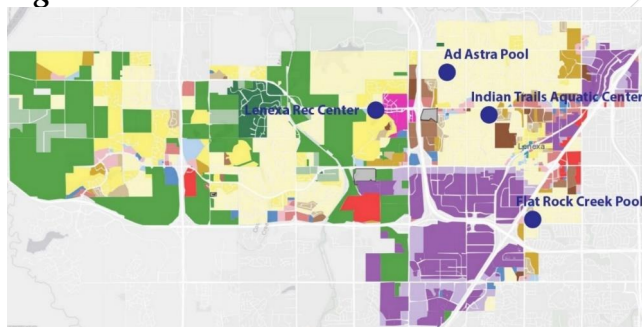 Ad Astra Pool
Indian Trails Aquatic Center
Lenexa Rec Center
Lenexa
Flat Rock Creek Pool